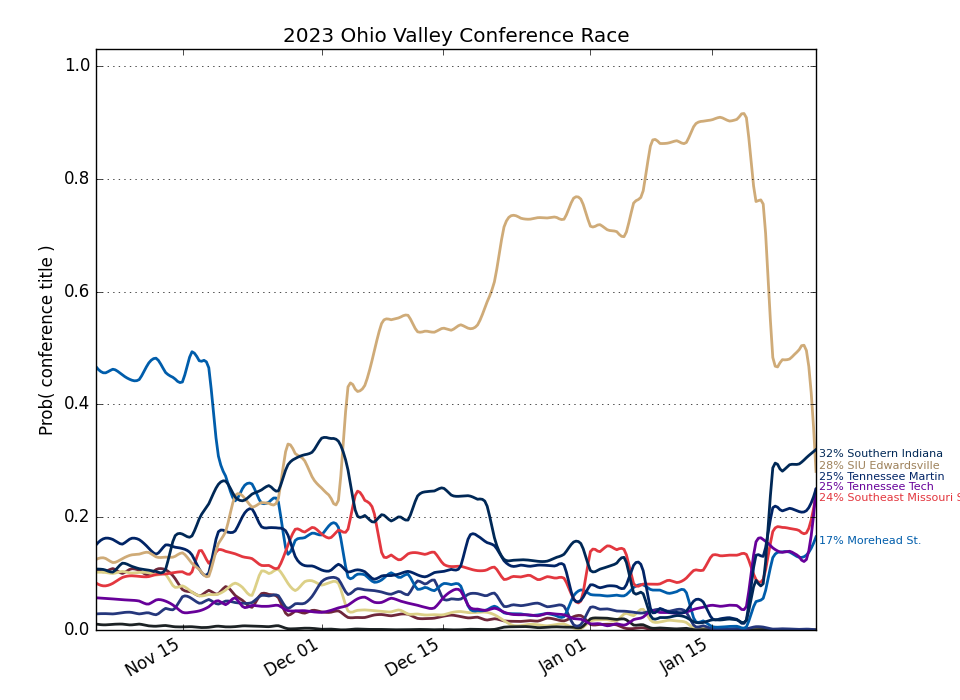 2023 Ohio Valley Conference Race
Prob( conference title )
1.0
0.8
0.6
0.4
0.2
0.0
Nov 15
Dec 01
Dec 15
Jan 01
Jan 15
32% Southern Indiana
28% SIU Edwardsville
25% Tennessee Martin
25% Tennessee Tech
24% Southeast Missouri S
17% Morehead St.